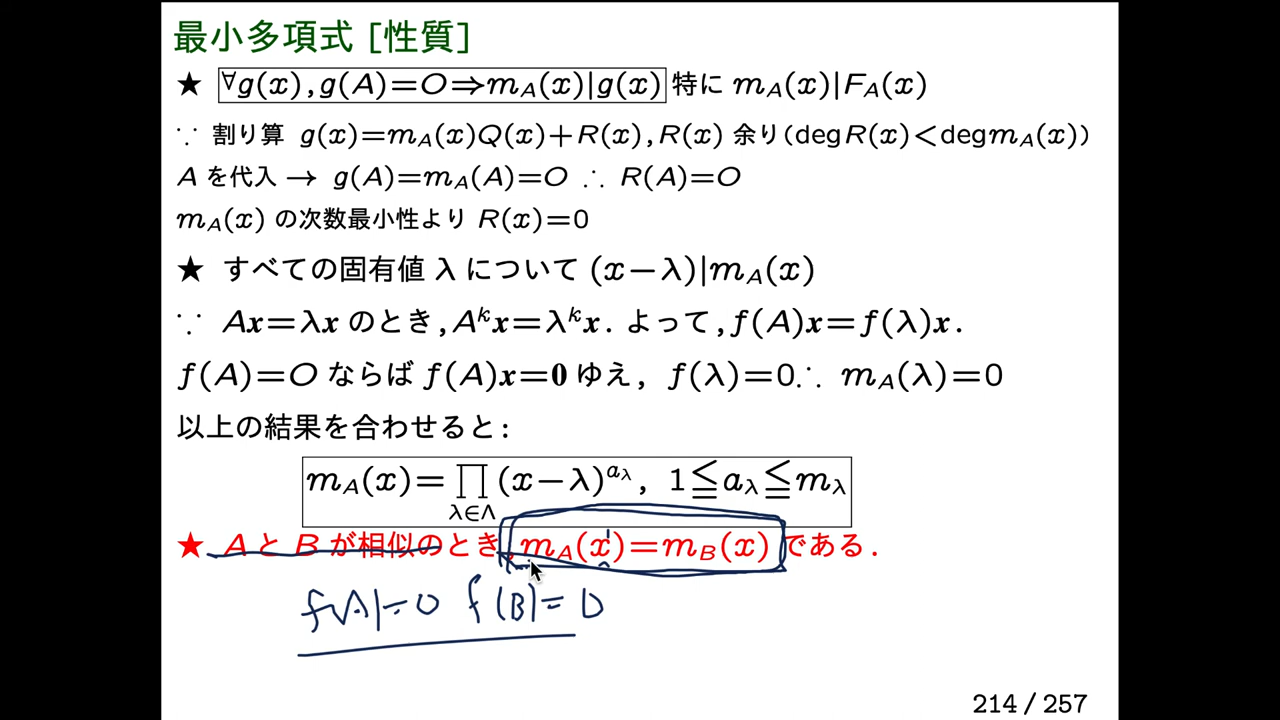 最小多項式 [性質]
★ ∀g(x),g(A)=O⇒m_A(x)|g(x) 特に m_A(x)|F_A(x)
∵ 割り算 g(x)=m_A(x)Q(x)+R(x),R(x) 余り(degR(x)<degm_A(x))
A を代入 → g(A)=m_A(A)=O ∴ R(A)=O
m_A(x) の次数最小性より R(x)=0
★ すべての固有値 λ について (x−λ)|m_A(x)
∵ Ax=λx のとき,A^kx=λ^kx. よって,f(A)x=f(λ)x.
f(A)=O ならば f(A)x=0 ゆえ, f(λ)=0∴ m_A(λ)=0
以上の結果を合わせると:
m_A(x)=∏_{λ∈Λ}(x−λ)^{a_λ}, 1≦a_λ≦m_λ
★ A と B が相似のとき,m_A(x)=m_B(x) である.
f(A)=0 f(B)=0
214 / 257